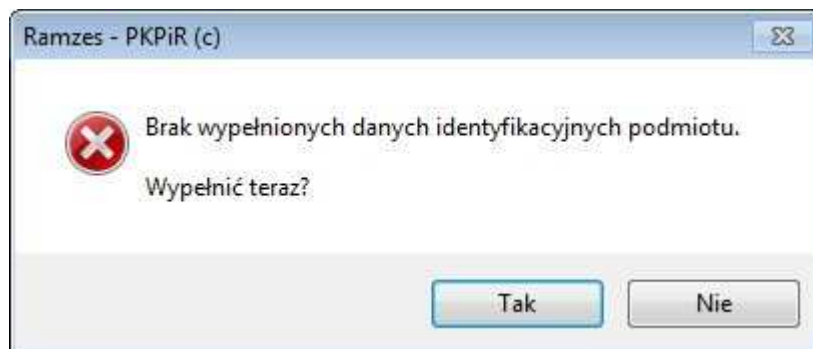 Ramzes - PKPiR (c)
Brak wypełnionych danych identyfikacyjnych podmiotu.
Wypełnić teraz?
Tak
Nie